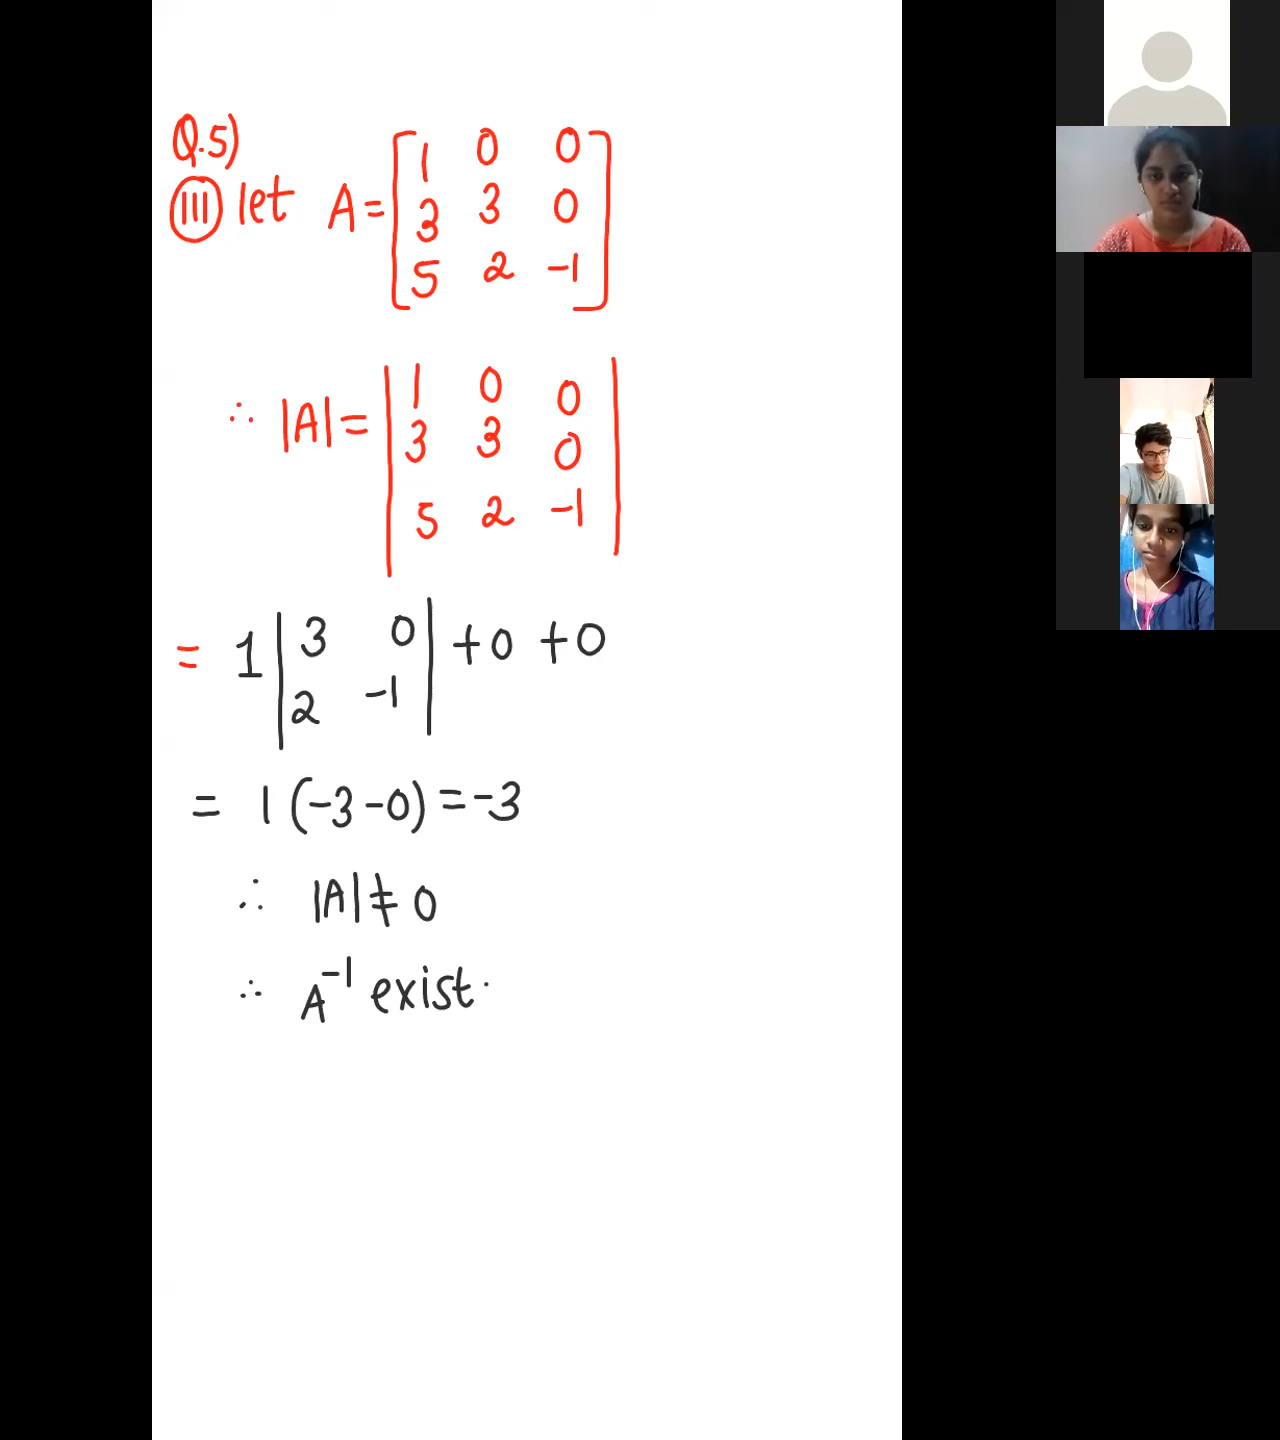 Q.5)
III let A = [1 0 0
3 3 0
5 2 -1]
∴ |A| = |1 0 0
3 3 0
5 2 -1|
= 1 |3 0
2 -1| + 0 + 0
= 1 (-3 - 0) = -3
∴ |A| ≠ 0
∴ A⁻¹ exist.